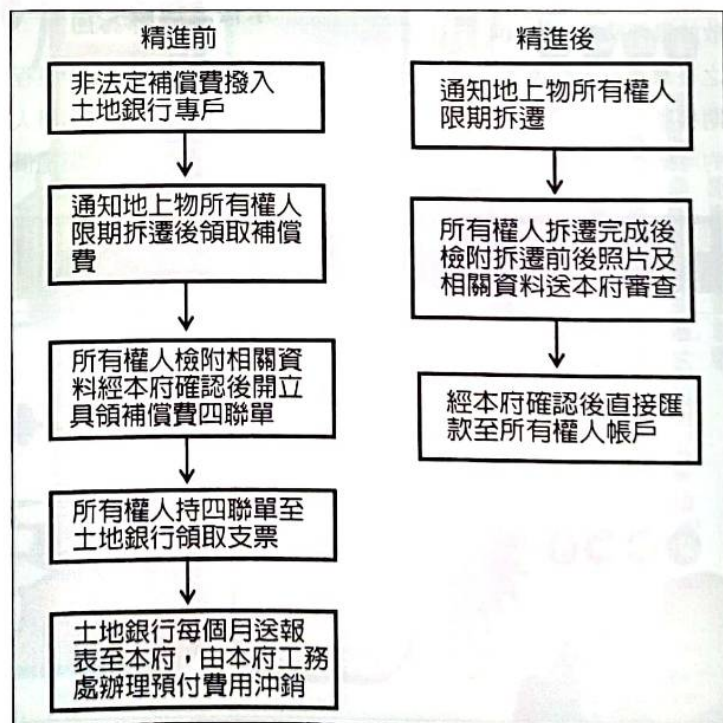 精進前
非法定補償費撥入
土地銀行專戶
通知地上物所有權人
限期拆遷後領取補償
費
所有權人檢附相關資
料經本府確認後開立
具領補償費四聯單
所有權人持四聯單至
土地銀行領取支票
土地銀行每個月送報
表至本府，由本府工務
處辦理預付費用沖銷
精進後
通知地上物所有權人
限期拆遷
所有權人拆遷完成後
檢附拆遷前後照片及
相關資料送本府審查
經本府確認後直接匯
款至所有權人帳戶